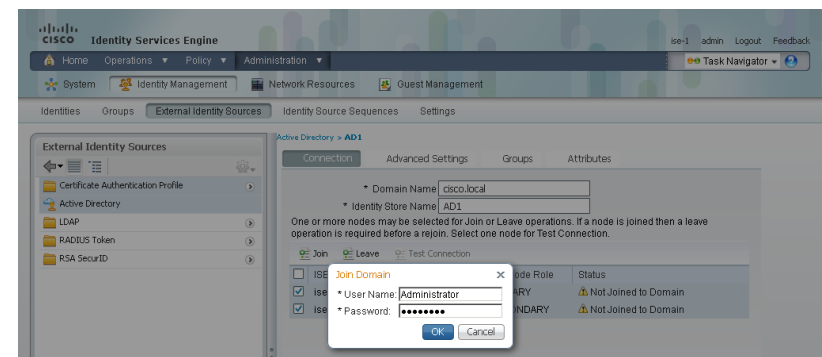 CISCO Identity Services Engine
ise-1 admin Logout Feedback
Home Operations ▼ Policy ▼ Administration ▼
Task Navigator ▼
System Identity Management Network Resources Guest Management
Identities Groups External Identity Sources Identity Source Sequences Settings
External Identity Sources
Certificate Authentication Profile
Active Directory
LDAP
RADIUS Token
RSA SecurID
Active Directory > AD1
Connection Advanced Settings Groups Attributes
* Domain Name cisco.local
* Identity Store Name AD1
One or more nodes may be selected for Join or Leave operations. If a node is joined then a leave
operation is required before a rejoin. Select one node for Test Connection.
Join Leave Test Connection
ISE ode Role Status
ise ARY Not Joined to Domain
ise ONDARY Not Joined to Domain
Join Domain
* User Name: Administrator
* Password: ••••••••
OK Cancel